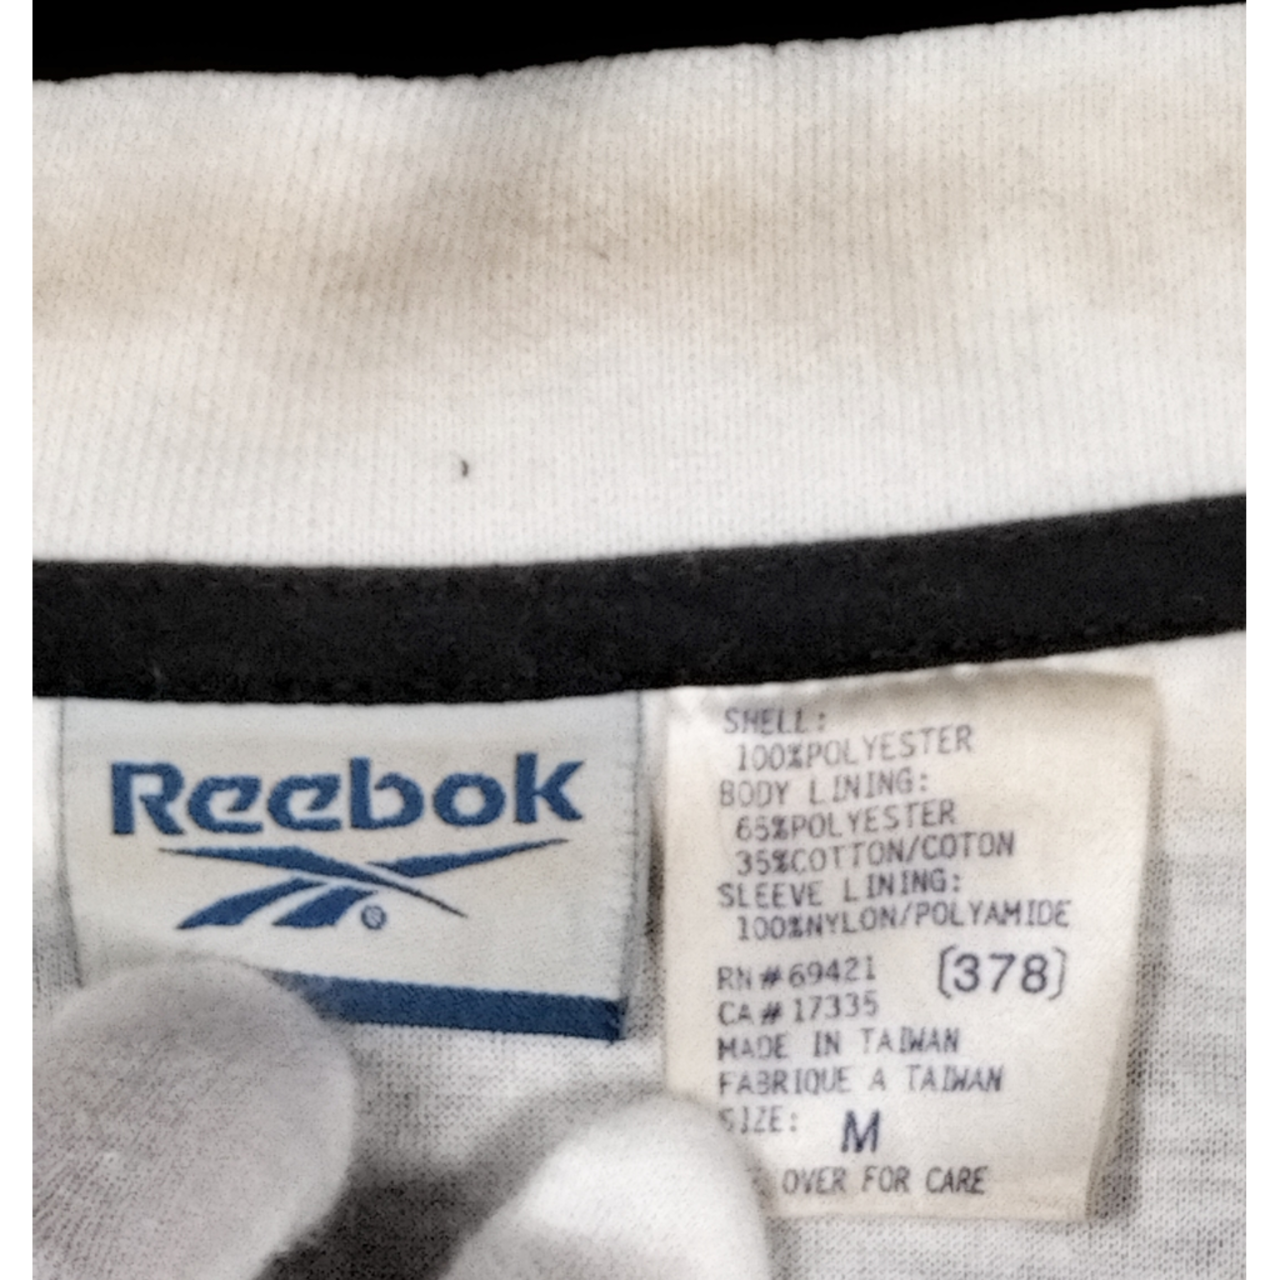 Reebok
®
SHELL:
100%POLYESTER
BODY LINING:
65%POLYESTER
35%COTTON/COTON
SLEEVE LINING:
100%NYLON/POLYAMIDE
RN#69421 (378)
CA#17335
MADE IN TAIWAN
FABRIQUE A TAIWAN
SIZE: M
OVER FOR CARE